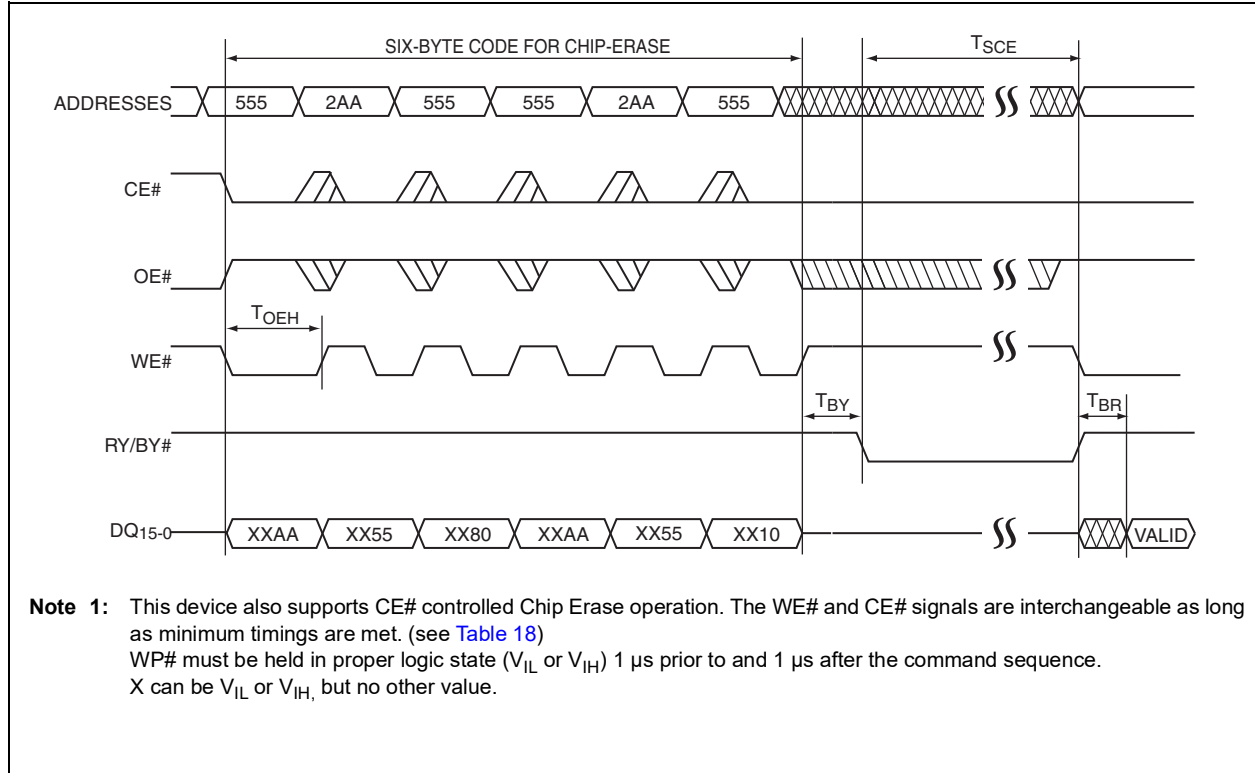 SIX-BYTE CODE FOR CHIP-ERASE
TSCE
ADDRESSES 555 2AA 555 555 2AA 555
CE#
OE#
TOEH
WE#
TBY
TBR
RY/BY#
DQ15-0 XXAA XX55 XX80 XXAA XX55 XX10 VALID
Note 1: This device also supports CE# controlled Chip Erase operation. The WE# and CE# signals are interchangeable as long
as minimum timings are met. (see Table 18)
WP# must be held in proper logic state (VIL or VIH) 1 µs prior to and 1 µs after the command sequence.
X can be VIL or VIH, but no other value.